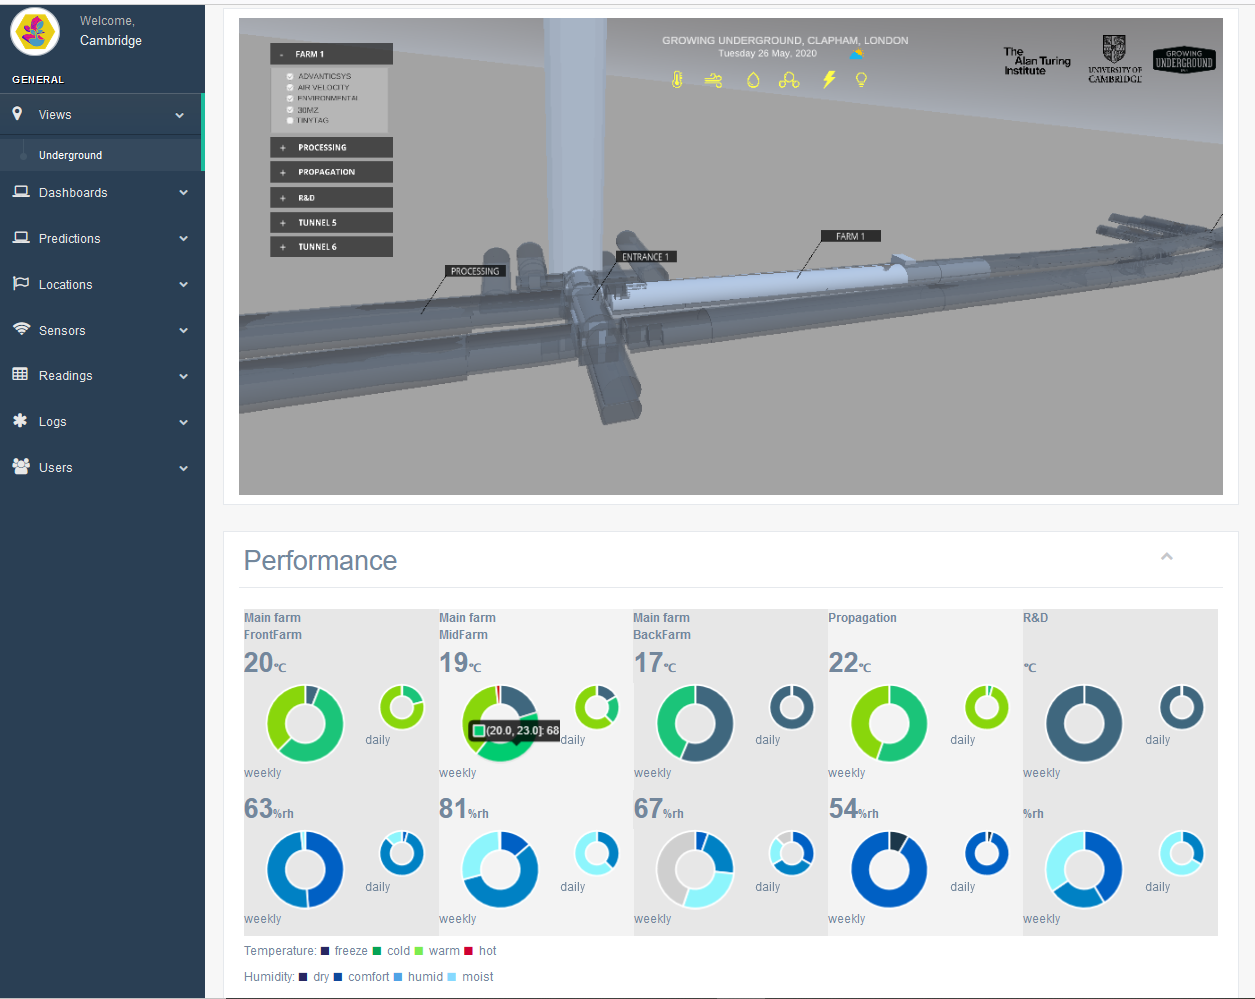 Welcome,
Cambridge
GENERAL
Views
Underground
Dashboards
Predictions
Locations
Sensors
Readings
Logs
Users
- FARM 1
ADVANTICSYS
AIR VELOCITY
ENVIRONMENTAL
30MZ
TINYTAG
+ PROCESSING
+ PROPAGATION
+ R&D
+ TUNNEL 5
+ TUNNEL 6
GROWING UNDERGROUND, CLAPHAM, LONDON
Tuesday 26 May, 2020
The
Alan Turing
Institute
UNIVERSITY OF
CAMBRIDGE
GROWING
UNDERGROUND
PROCESSING
ENTRANCE 1
FARM 1
Performance
Main farm
FrontFarm
20℃
daily
weekly
63%rh
daily
weekly
Main farm
MidFarm
19℃
(20.0, 23.0]: 68
daily
weekly
81%rh
daily
weekly
Main farm
BackFarm
17℃
daily
weekly
67%rh
daily
weekly
Propagation
22℃
daily
weekly
54%rh
daily
weekly
R&D
℃
daily
weekly
%rh
daily
weekly
Temperature: freeze cold warm hot
Humidity: dry comfort humid moist